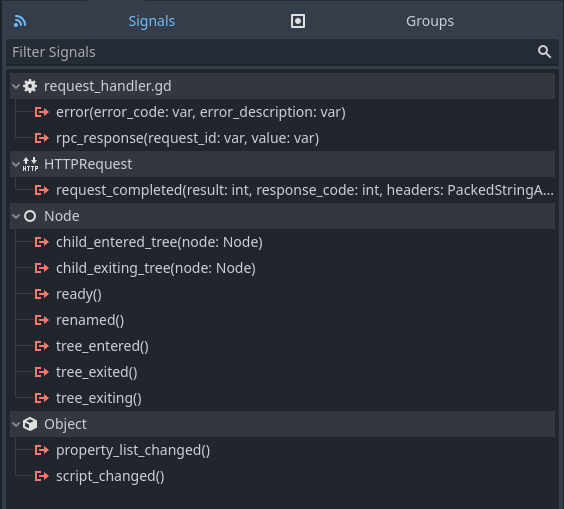 Signals Groups
Filter Signals
request_handler.gd
error(error_code: var, error_description: var)
rpc_response(request_id: var, value: var)
HTTP HTTPRequest
request_completed(result: int, response_code: int, headers: PackedStringA...
Node
child_entered_tree(node: Node)
child_exiting_tree(node: Node)
ready()
renamed()
tree_entered()
tree_exited()
tree_exiting()
Object
property_list_changed()
script_changed()